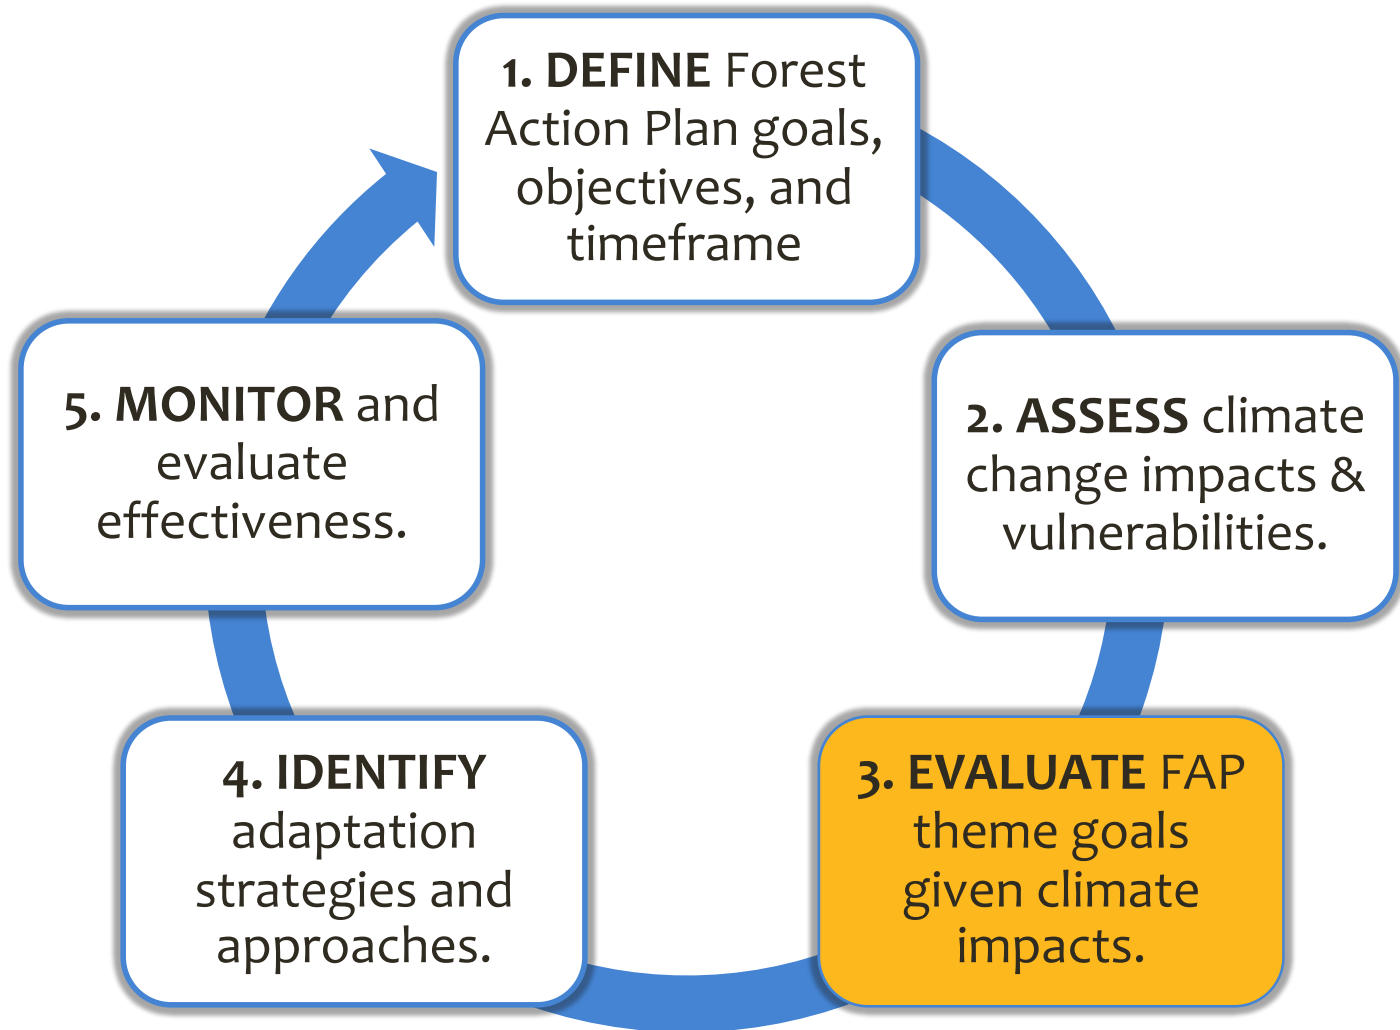 1. DEFINE Forest
Action Plan goals,
objectives, and
timeframe
2. ASSESS climate
change impacts &
vulnerabilities.
3. EVALUATE FAP
theme goals
given climate
impacts.
4. IDENTIFY
adaptation
strategies and
approaches.
5. MONITOR and
evaluate
effectiveness.